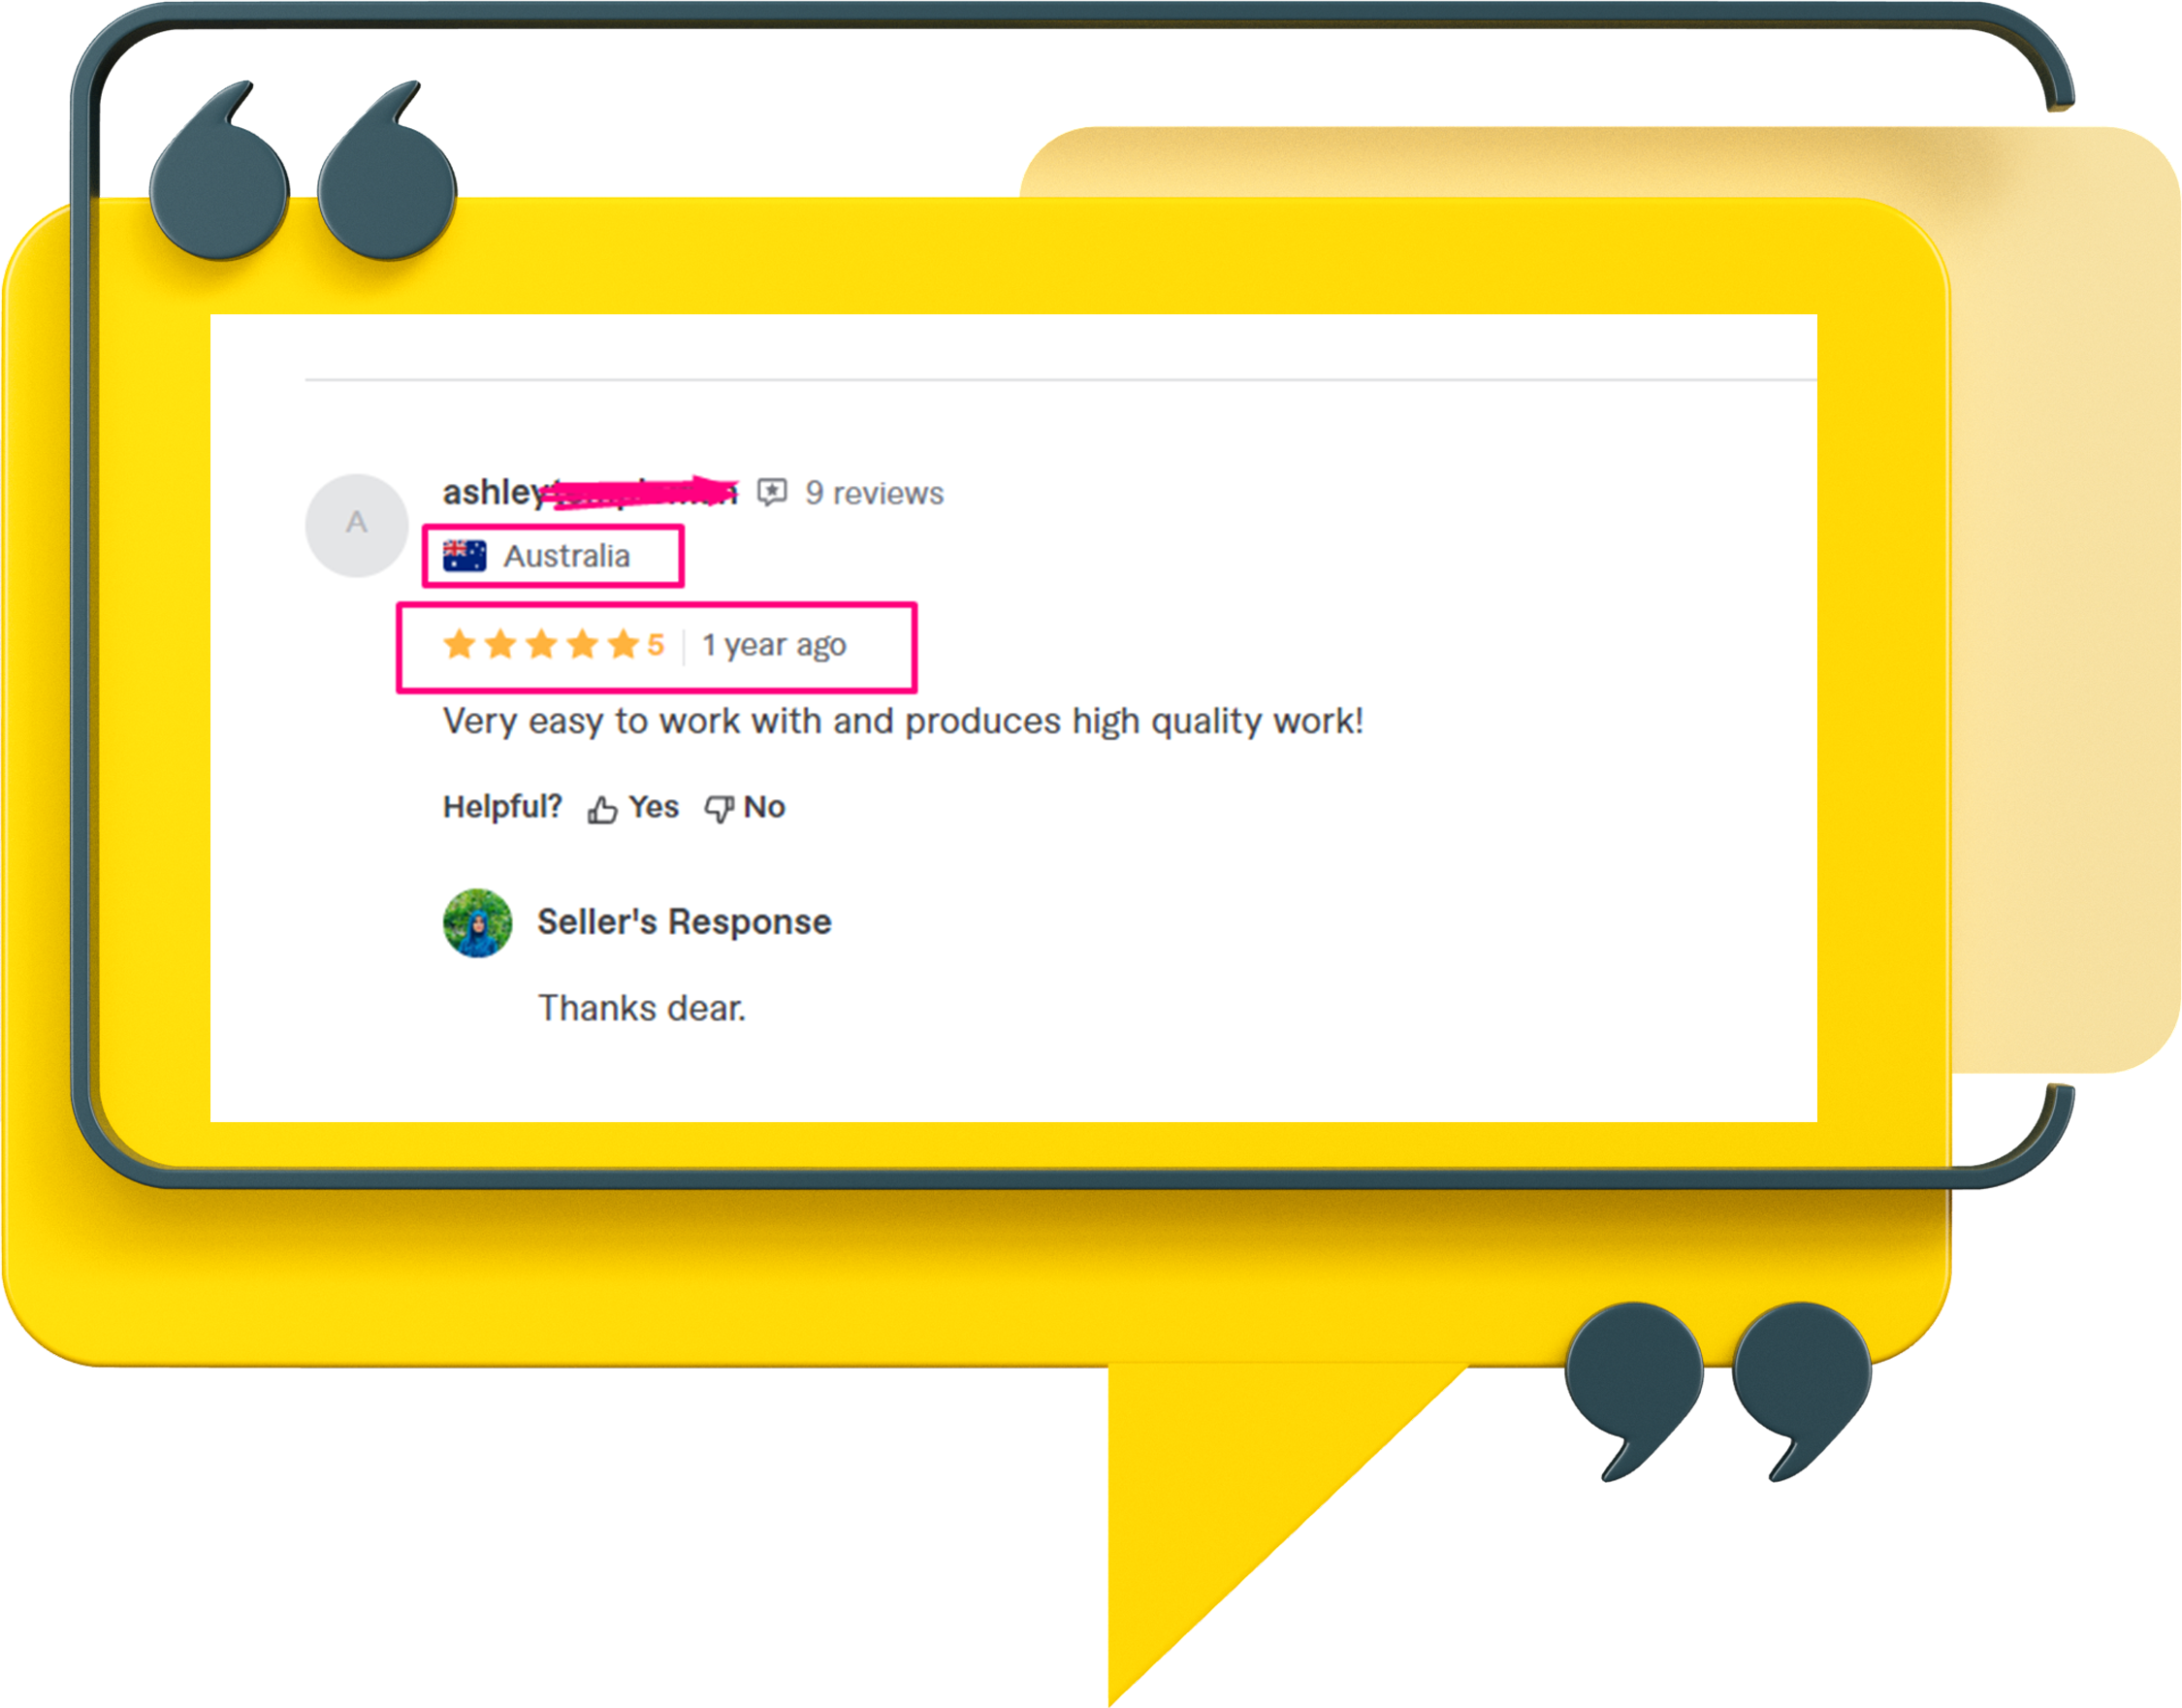 ashley 9 reviews
Australia
5 1 year ago
Very easy to work with and produces high quality work!
Helpful? Yes No
A
Seller's Response
Thanks dear.